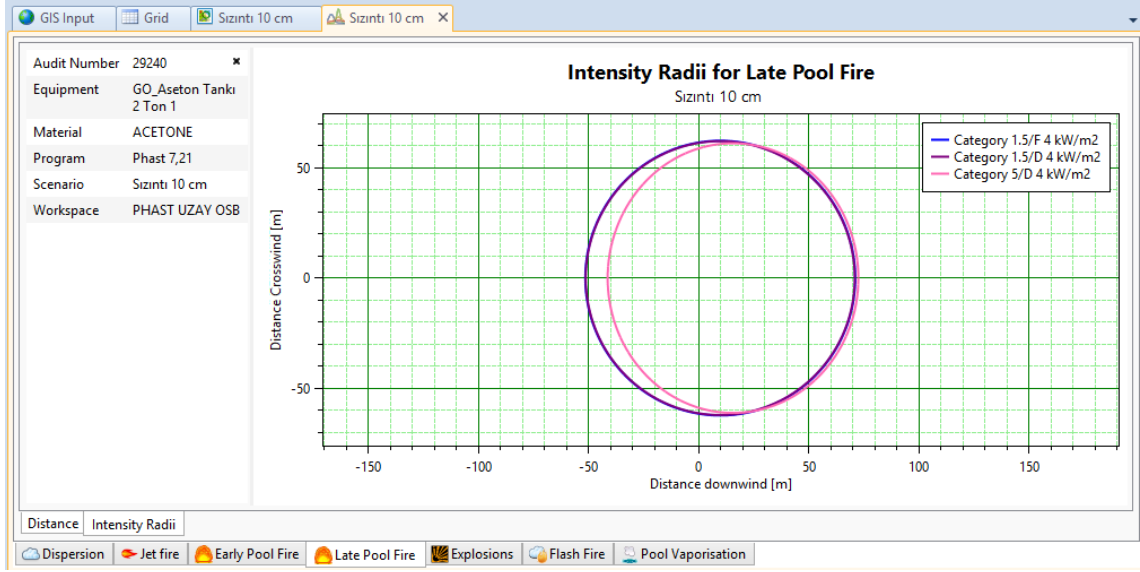 GIS Input
Grid
Sızıntı 10 cm
Sızıntı 10 cm
Audit Number 29240
Equipment GO_Aseton Tankı
2 Ton 1
Material ACETONE
Program Phast 7,21
Scenario Sızıntı 10 cm
Workspace PHAST UZAY OSB
Intensity Radii for Late Pool Fire
Sızıntı 10 cm
Category 1.5/F 4 kW/m2
Category 1.5/D 4 kW/m2
Category 5/D 4 kW/m2
Distance Crosswind [m]
50
0
-50
-150 -100 -50 0 50 100 150
Distance downwind [m]
Distance Intensity Radii
Dispersion Jet fire Early Pool Fire Late Pool Fire Explosions Flash Fire Pool Vaporisation